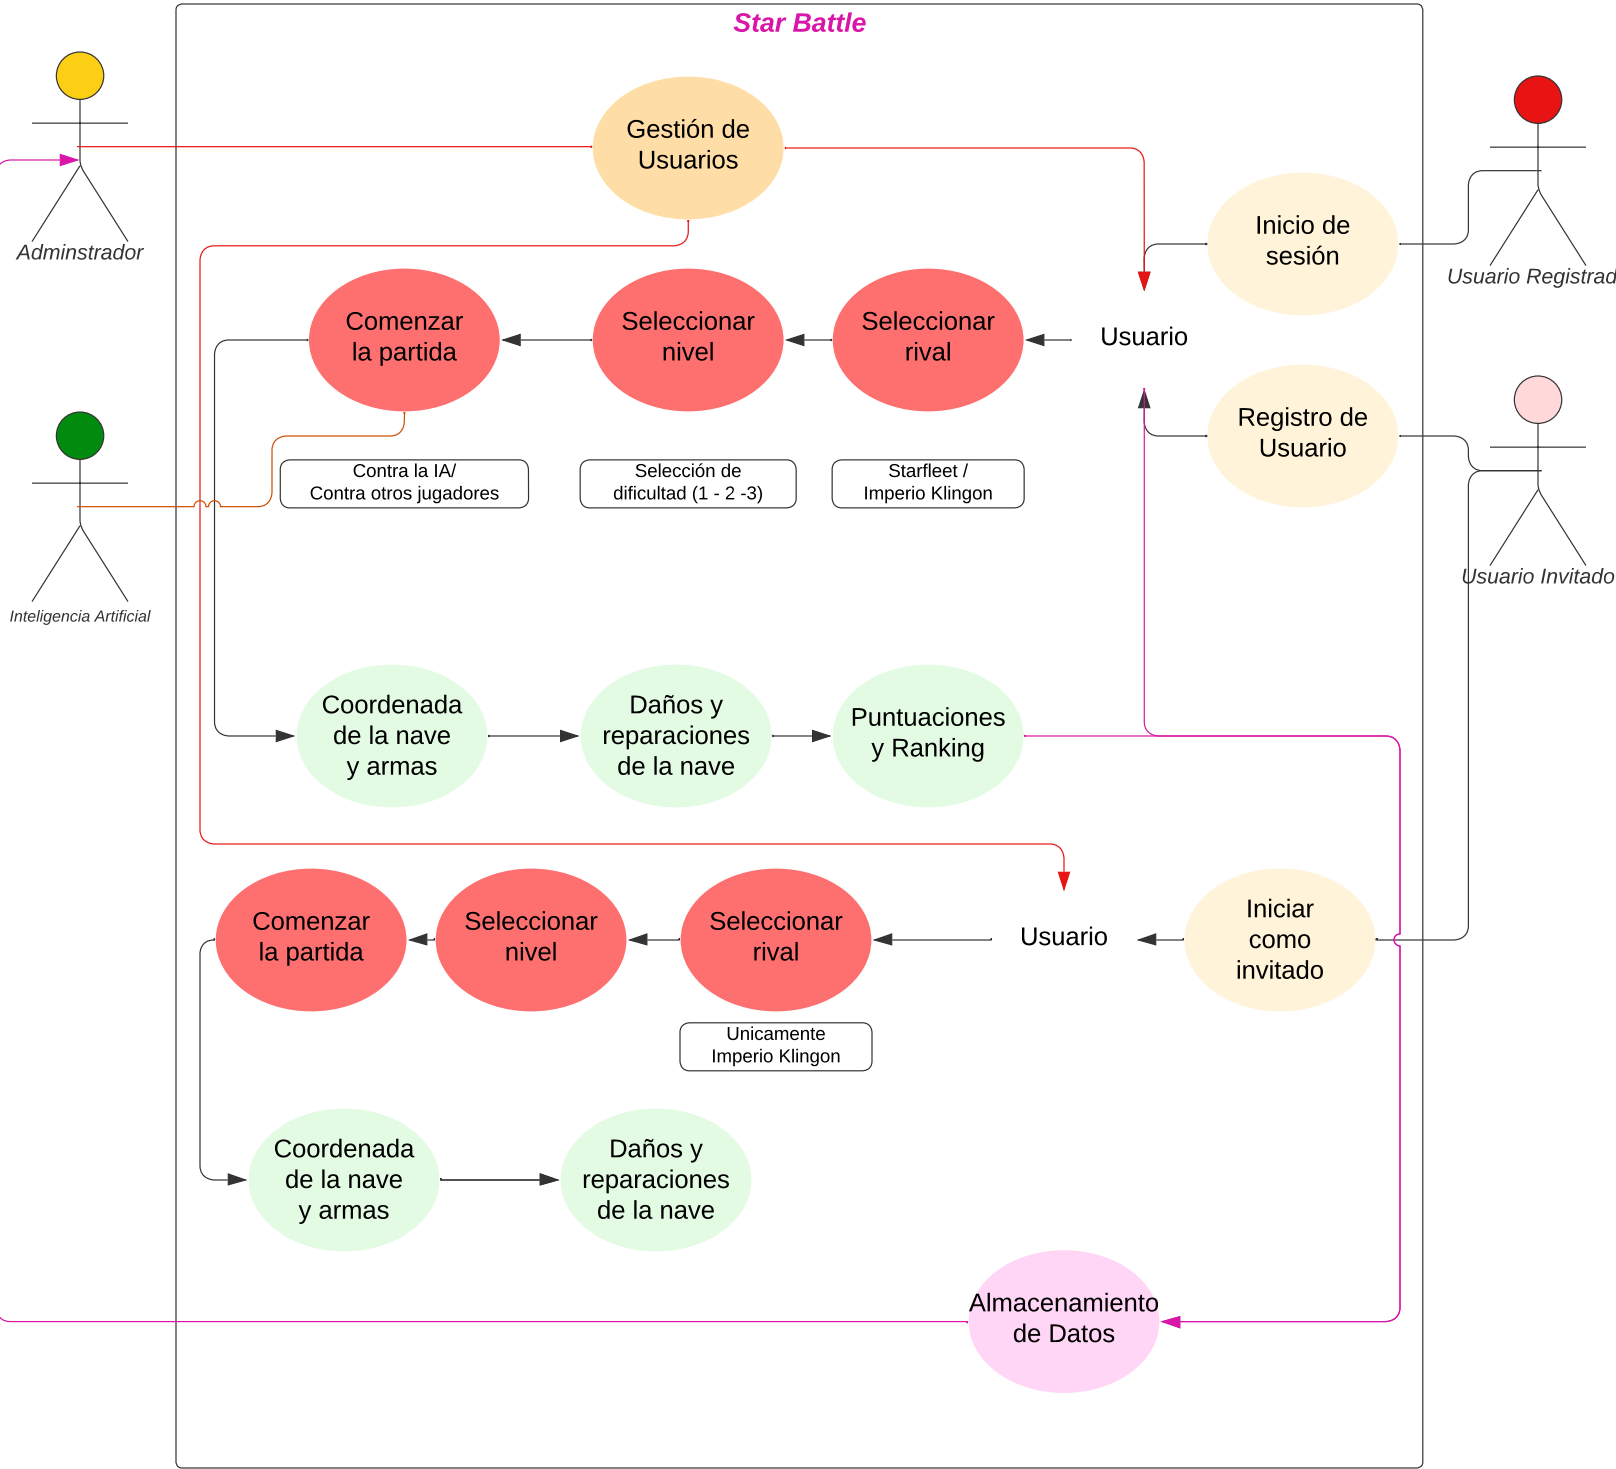 Star Battle
Gestión de
Usuarios
Adminstrador
Inicio de
sesión
Usuario Registrad
Comenzar
la partida
Seleccionar
nivel
Seleccionar
rival
Usuario
Registro de
Usuario
Contra la IA/
Contra otros jugadores
Selección de
dificultad (1 - 2 -3)
Starfleet /
Imperio Klingon
Inteligencia Artificial
Usuario Invitado
Coordenada
de la nave
y armas
Daños y
reparaciones
de la nave
Puntuaciones
y Ranking
Comenzar
la partida
Seleccionar
nivel
Seleccionar
rival
Usuario
Iniciar
como
invitado
Unicamente
Imperio Klingon
Coordenada
de la nave
y armas
Daños y
reparaciones
de la nave
Almacenamiento
de Datos